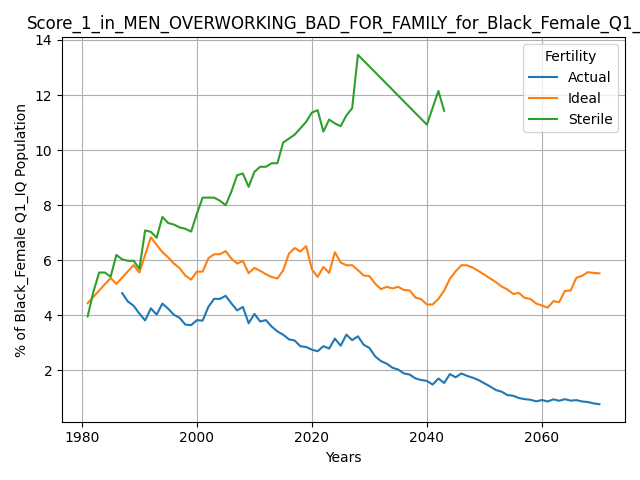 Score_1_in_MEN_OVERWORKING_BAD_FOR_FAMILY_for_Black_Female_Q1_
14
12
10
8
6
4
2
% of Black_Female Q1_IQ Population
Fertility
Actual
Ideal
Sterile
1980
2000
2020
2040
2060
Years